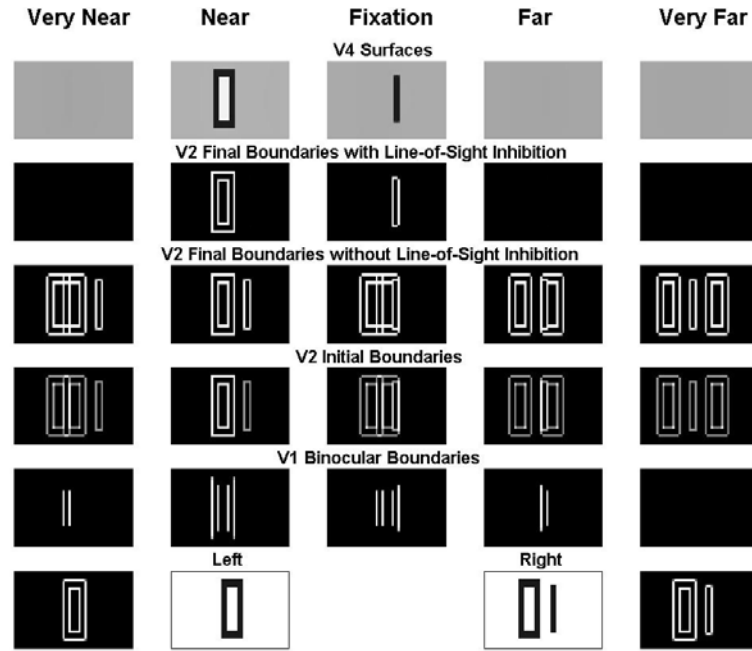 Very Near Near Fixation Far Very Far
V4 Surfaces
V2 Final Boundaries with Line-of-Sight Inhibition
V2 Final Boundaries without Line-of-Sight Inhibition
V2 Initial Boundaries
V1 Binocular Boundaries
Left Right